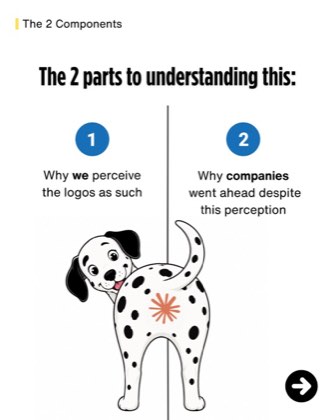 The 2 Components
The 2 parts to understanding this:
1
Why we perceive
the logos as such
2
Why companies
went ahead despite
this perception